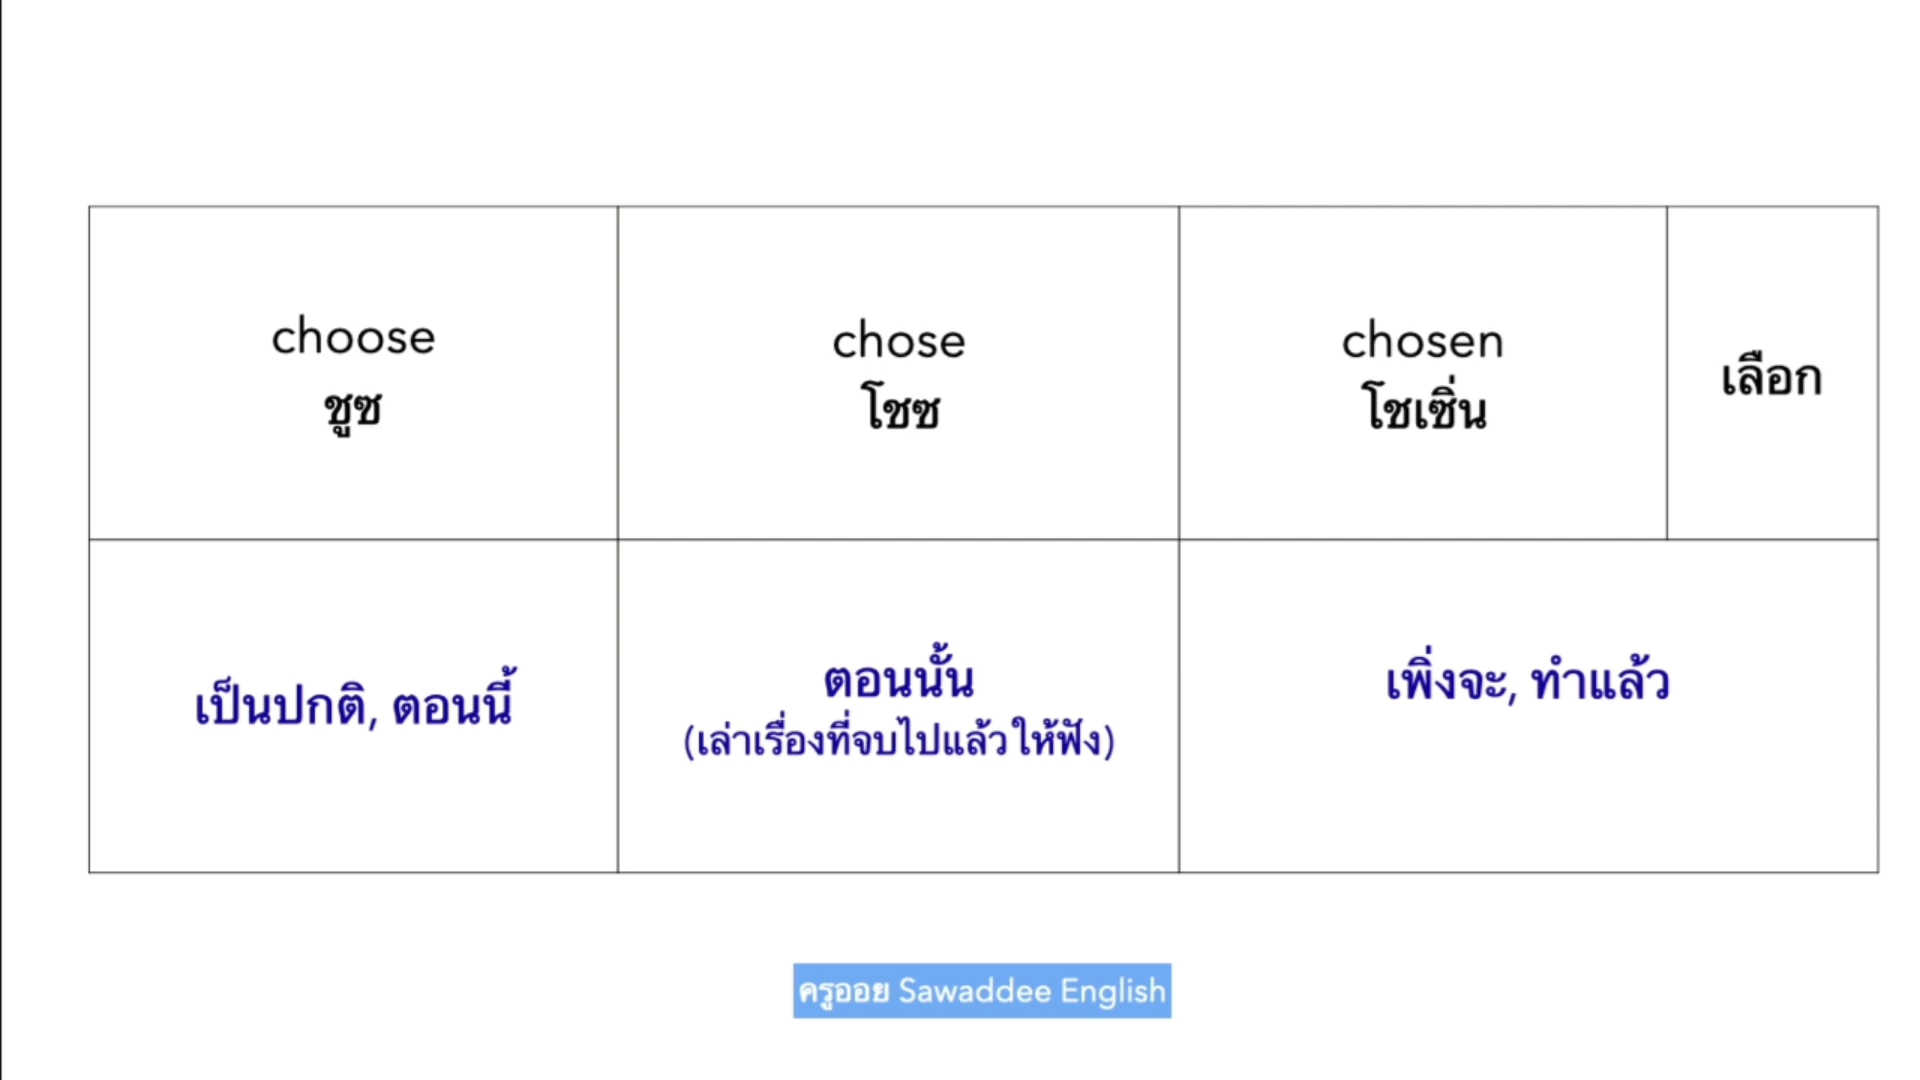 choose
ชูซ
chose
โชซ
chosen
โชเซิ่น
เลือก
เป็นปกติ, ตอนนี้
ตอนนั้น
(เล่าเรื่องที่จบไปแล้วให้ฟัง)
เพิ่งจะ, ทำแล้ว
ครูออย Sawaddee English